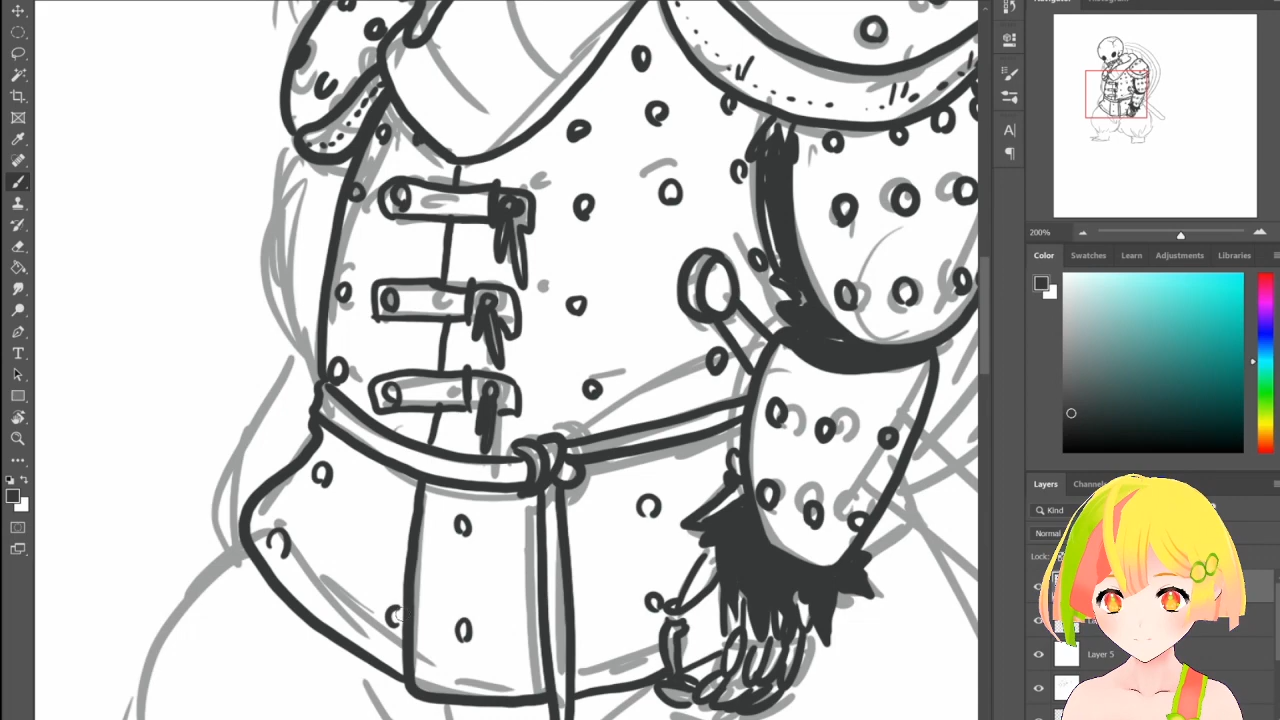 200%
Color Swatches Learn Adjustments Libraries
Layers Channels
Kind
Normal
Lock:
Layer 5